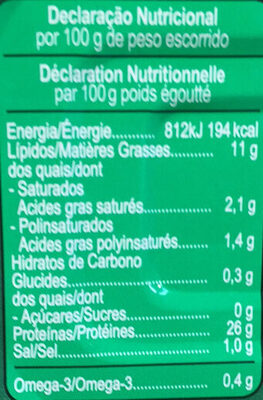 Declaração Nutricional
por 100 g de peso escorrido
Déclaration Nutritionnelle
par 100g poids égoutté
Energia/Énergie........... 812kJ 194 kcal
Lípidos/Matières Grasses........... 11 g
dos quais/dont
- Saturados
Acides gras saturés................. 2,1 g
- Polinsaturados
Acides gras polyinsaturés....... 1,4 g
Hidratos de Carbono
Glucides................................. 0,3 g
dos quais/dont
- Açúcares/Sucres..................... 0 g
Proteínas/Protéines................... 26 g
Sal/Sel...................................... 1,0 g
Omega-3/Omega-3.................. 0,4 g